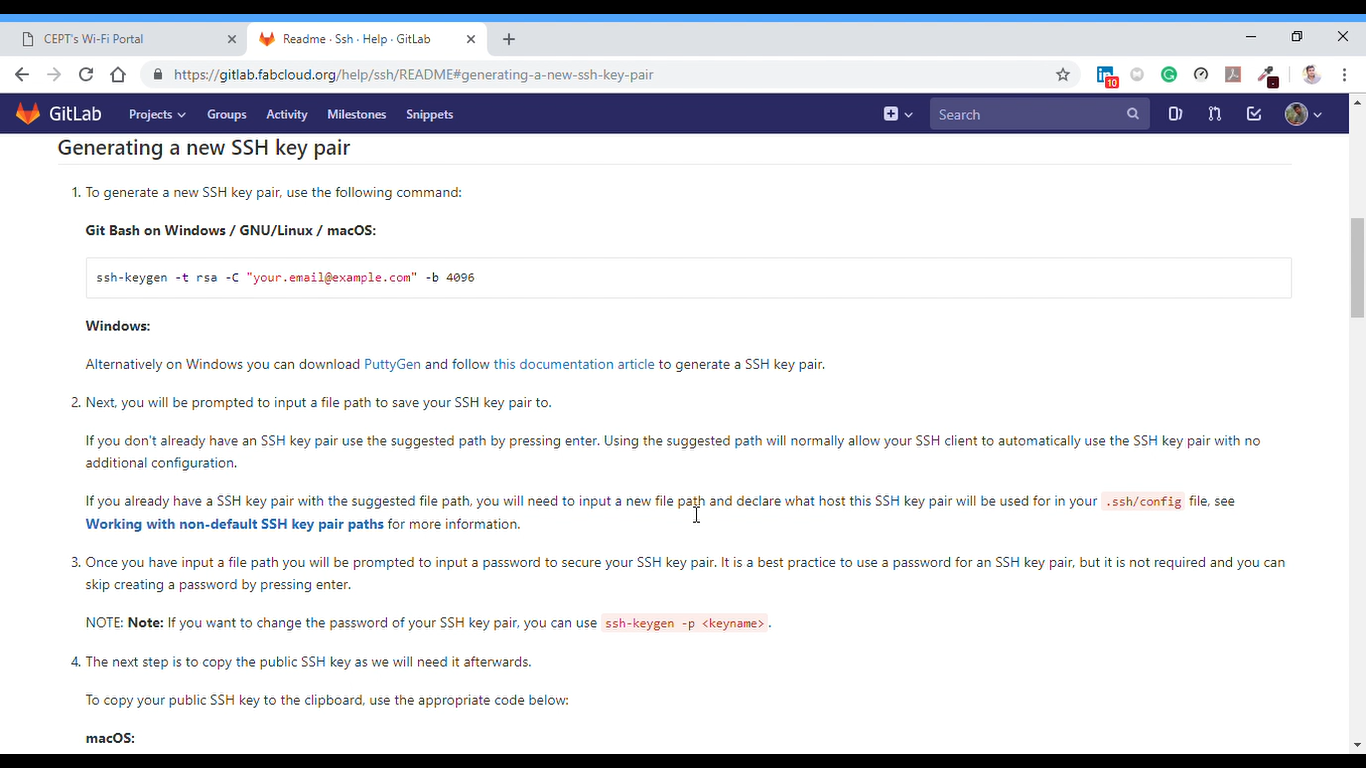 CEPT's Wi-Fi Portal
Readme · Ssh · Help · GitLab
https://gitlab.fabcloud.org/help/ssh/README#generating-a-new-ssh-key-pair
10
GitLab Projects Groups Activity Milestones Snippets Search
Generating a new SSH key pair
1. To generate a new SSH key pair, use the following command:
Git Bash on Windows / GNU/Linux / macOS:
ssh-keygen -t rsa -C "your.email@example.com" -b 4096
Windows:
Alternatively on Windows you can download PuttyGen and follow this documentation article to generate a SSH key pair.
2. Next, you will be prompted to input a file path to save your SSH key pair to.
If you don't already have an SSH key pair use the suggested path by pressing enter. Using the suggested path will normally allow your SSH client to automatically use the SSH key pair with no
additional configuration.
If you already have a SSH key pair with the suggested file path, you will need to input a new file path and declare what host this SSH key pair will be used for in your .ssh/config file, see
Working with non-default SSH key pair paths for more information.
3. Once you have input a file path you will be prompted to input a password to secure your SSH key pair. It is a best practice to use a password for an SSH key pair, but it is not required and you can
skip creating a password by pressing enter.
NOTE: Note: If you want to change the password of your SSH key pair, you can use ssh-keygen -p <keyname>.
4. The next step is to copy the public SSH key as we will need it afterwards.
To copy your public SSH key to the clipboard, use the appropriate code below:
macOS: